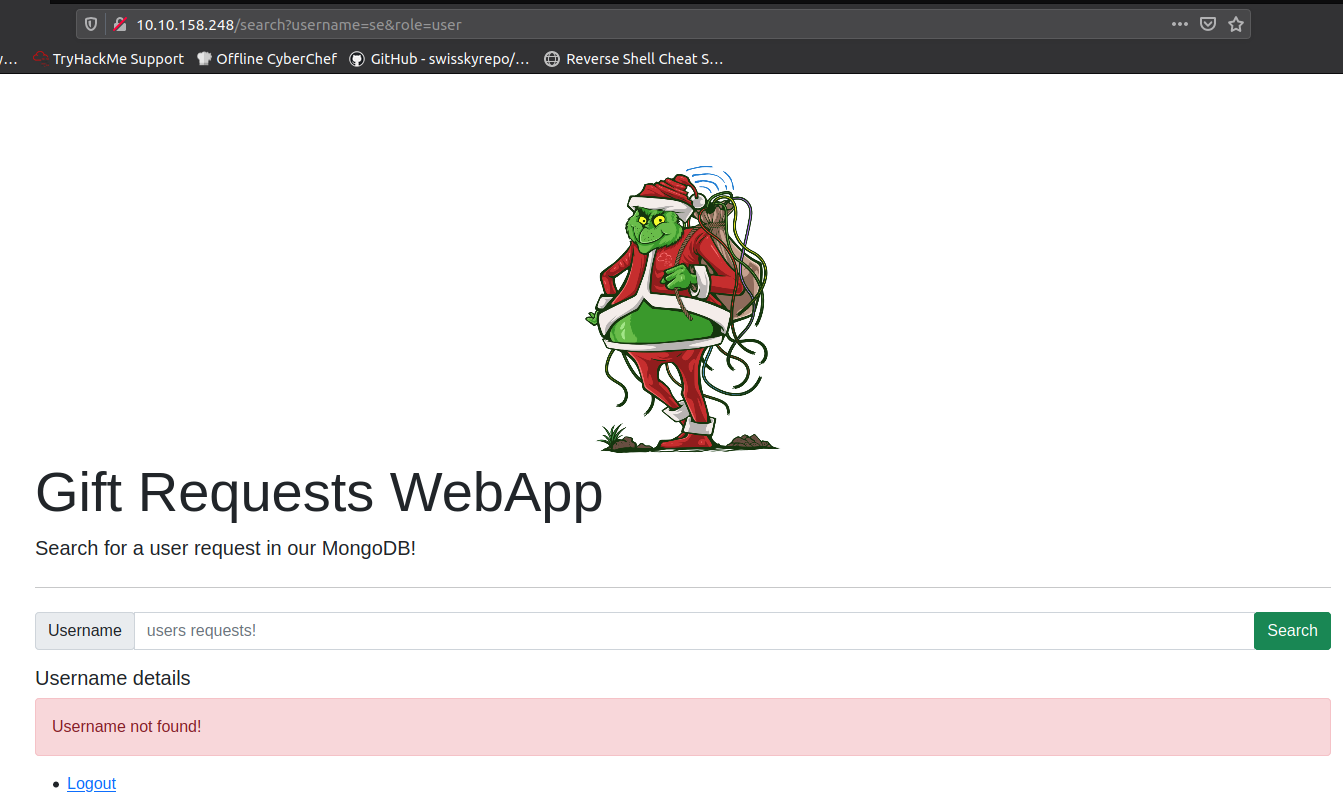 10.10.158.248/search?username=se&role=user
y… TryHackMe Support Offline CyberChef GitHub - swisskyrepo/… Reverse Shell Cheat S…
Gift Requests WebApp
Search for a user request in our MongoDB!
Username users requests! Search
Username details
Username not found!
Logout